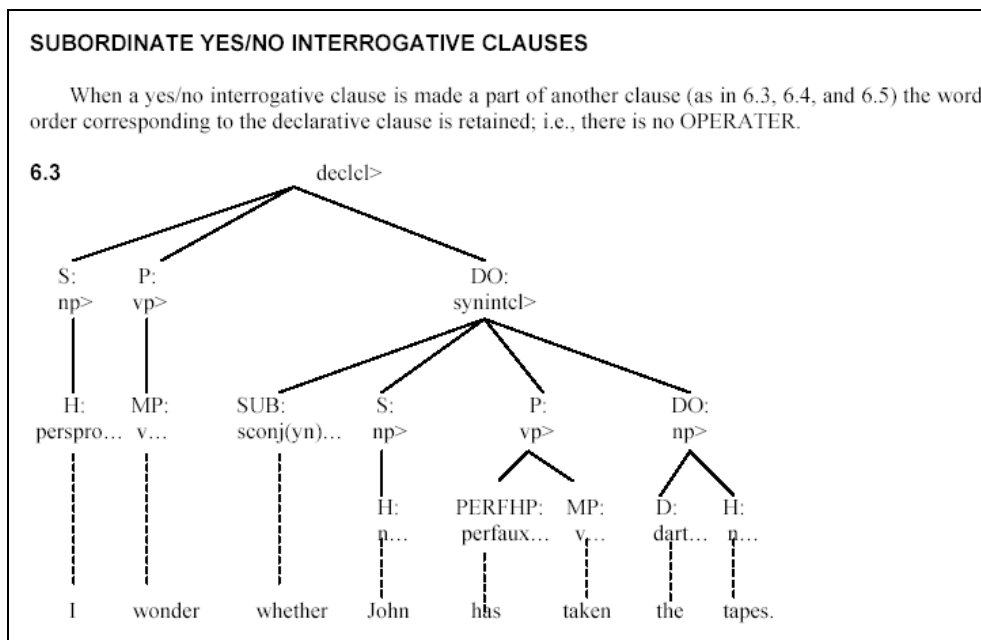 SUBORDINATE YES/NO INTERROGATIVE CLAUSES
When a yes/no interrogative clause is made a part of another clause (as in 6.3, 6.4, and 6.5) the word
order corresponding to the declarative clause is retained; i.e., there is no OPERATER.
6.3 declcl>
S: P: DO:
np> vp> synintcl>
H: MP: SUB: S: P: DO:
perspro... v... sconj(yn)... np> vp> np>
H: PERFHP: MP: D: H:
n... perfaux... v... dart... n...
I wonder whether John has taken the tapes.